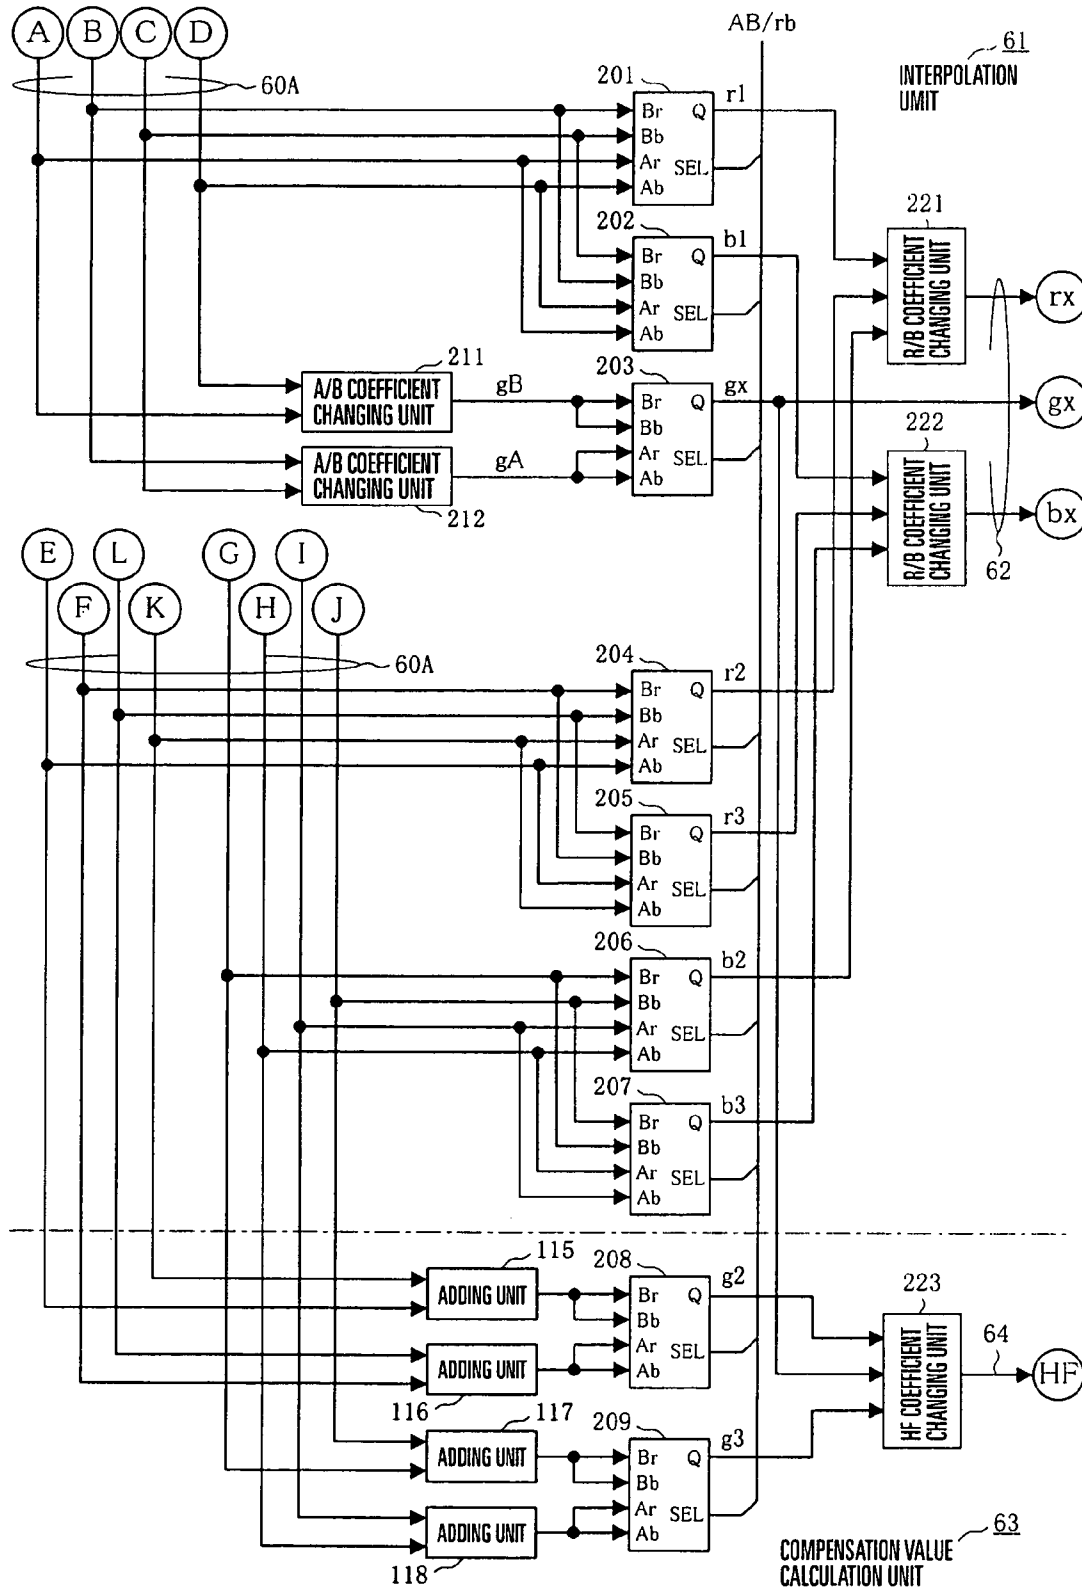 A B C D
60A
AB/rb
61
INTERPOLATION
UMIT
201
r1
Br Q
Bb
Ar SEL
Ab
202
b1
Br Q
Bb
Ar SEL
Ab
221
R/B COEFFICIENT
CHANGING UNIT
rx
211
A/B COEFFICIENT
CHANGING UNIT
gB
203
gx
Br Q
Bb
Ar SEL
Ab
gx
A/B COEFFICIENT
CHANGING UNIT
gA
212
222
R/B COEFFICIENT
CHANGING UNIT
bx
62
E L G I
F K H J
60A
204
r2
Br Q
Bb
Ar SEL
Ab
205
r3
Br Q
Bb
Ar SEL
Ab
206
b2
Br Q
Bb
Ar SEL
Ab
207
b3
Br Q
Bb
Ar SEL
Ab
115
ADDING UNIT
208
g2
Br Q
Bb
Ar SEL
Ab
ADDING UNIT
116
223
HF COEFFICIENT
CHANGING UNIT
64
HF
117
ADDING UNIT
209
g3
Br Q
Bb
Ar SEL
Ab
ADDING UNIT
118
63
COMPENSATION VALUE
CALCULATION UNIT